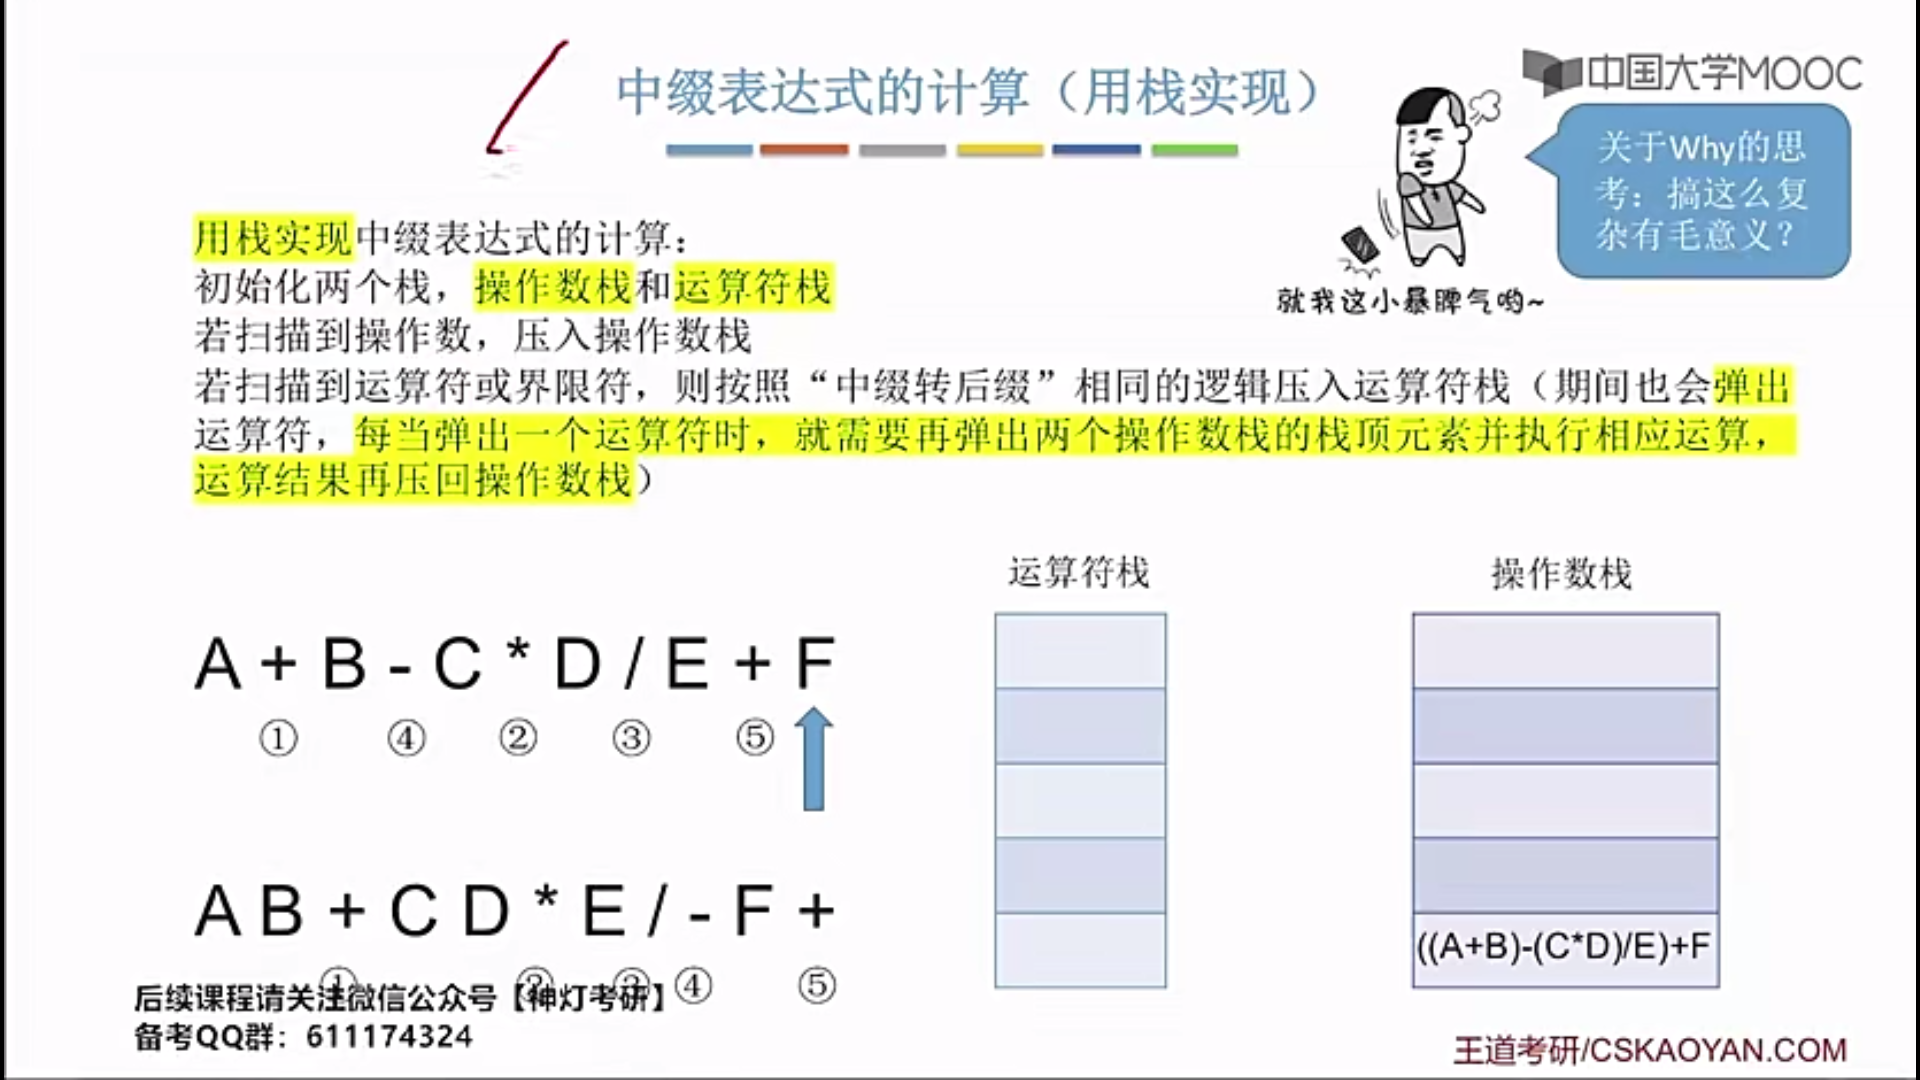 中缀表达式的计算（用栈实现）
中国大学MOOC
关于Why的思
考：搞这么复
杂有毛意义？
就我这小暴脾气哟~
用栈实现中缀表达式的计算：
初始化两个栈，操作数栈和运算符栈
若扫描到操作数，压入操作数栈
若扫描到运算符或界限符，则按照“中缀转后缀”相同的逻辑压入运算符栈（期间也会弹出
运算符，每当弹出一个运算符时，就需要再弹出两个操作数栈的栈顶元素并执行相应运算，
运算结果再压回操作数栈）
运算符栈
操作数栈
A + B - C * D / E + F
① ④ ② ③ ⑤
A B + C D * E / - F +
① ② ③ ④ ⑤
((A+B)-(C*D)/E)+F
后续课程请关注微信公众号【神灯考研】
备考QQ群：611174324
王道考研/CSKAOYAN.COM